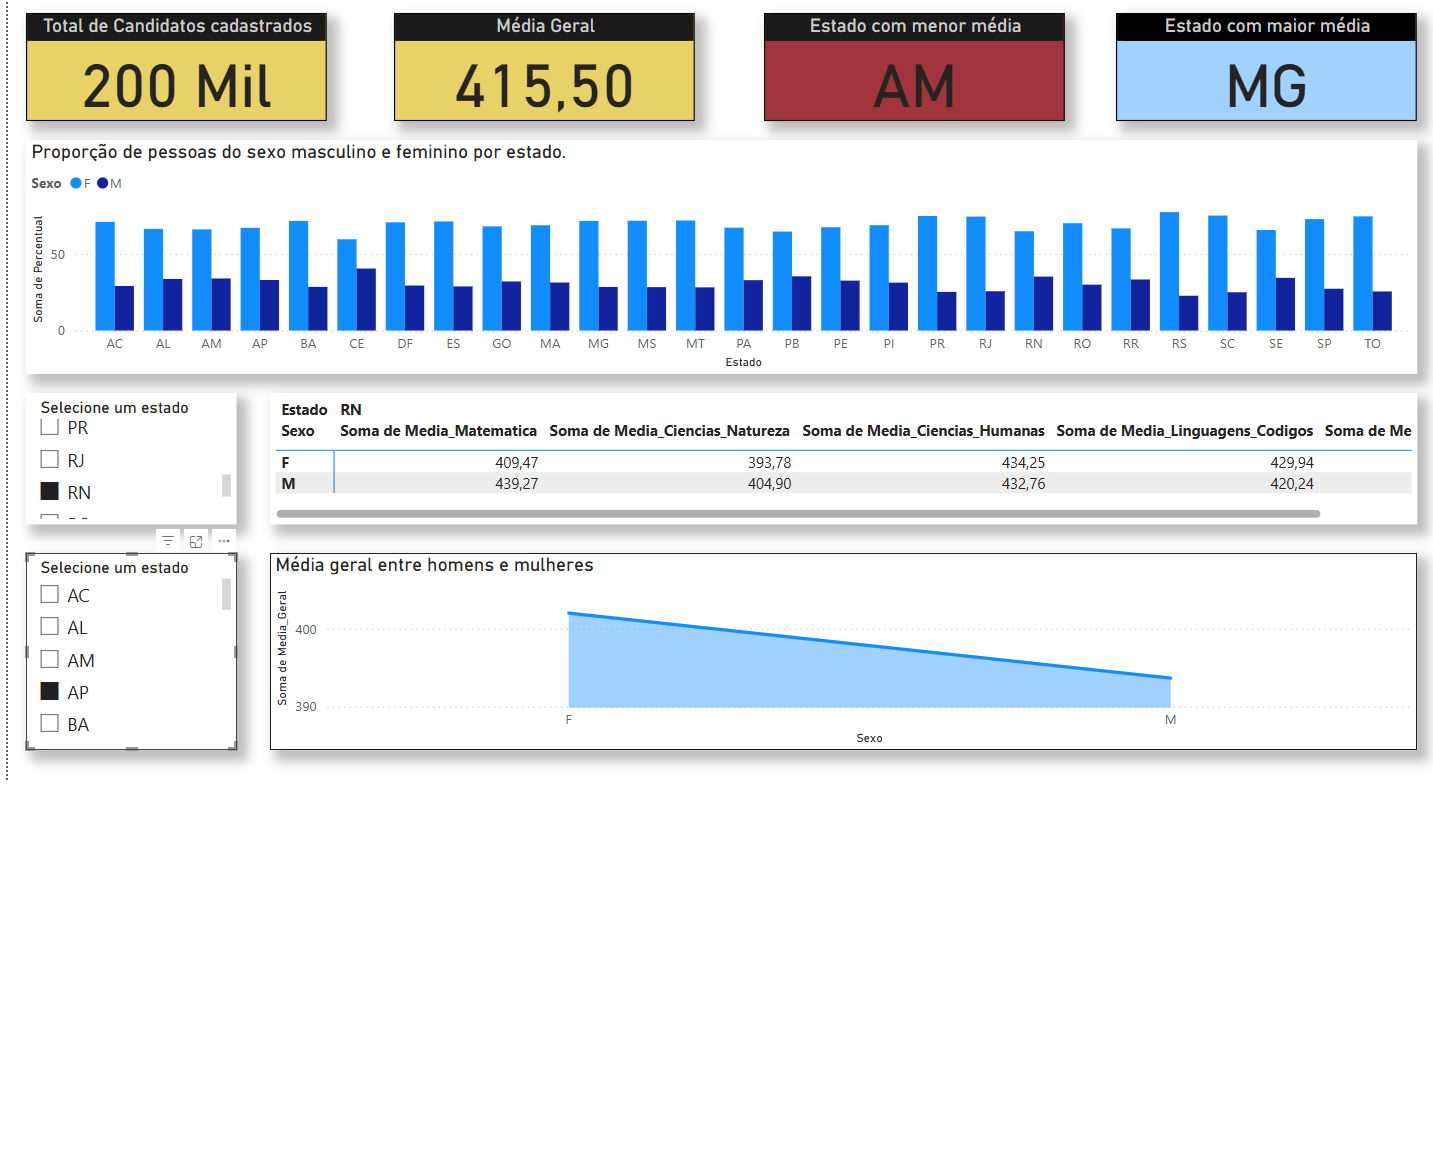 Total de Candidatos cadastrados
200 Mil
Média Geral
415,50
Estado com menor média
AM
Estado com maior média
MG
Proporção de pessoas do sexo masculino e feminino por estado.
Sexo F M
Soma de Percentual
50
0
AC AL AM AP BA CE DF ES GO MA MG MS MT PA PB PE PI PR RJ RN RO RR RS SC SE SP TO
Estado
Selecione um estado
PR
RJ
RN
Estado RN
Sexo Soma de Media_Matematica Soma de Media_Ciencias_Natureza Soma de Media_Ciencias_Humanas Soma de Media_Linguagens_Codigos Soma de Me
F 409,47 393,78 434,25 429,94
M 439,27 404,90 432,76 420,24
Selecione um estado
AC
AL
AM
AP
BA
Média geral entre homens e mulheres
Soma de Media_Geral
400
390
F M
Sexo